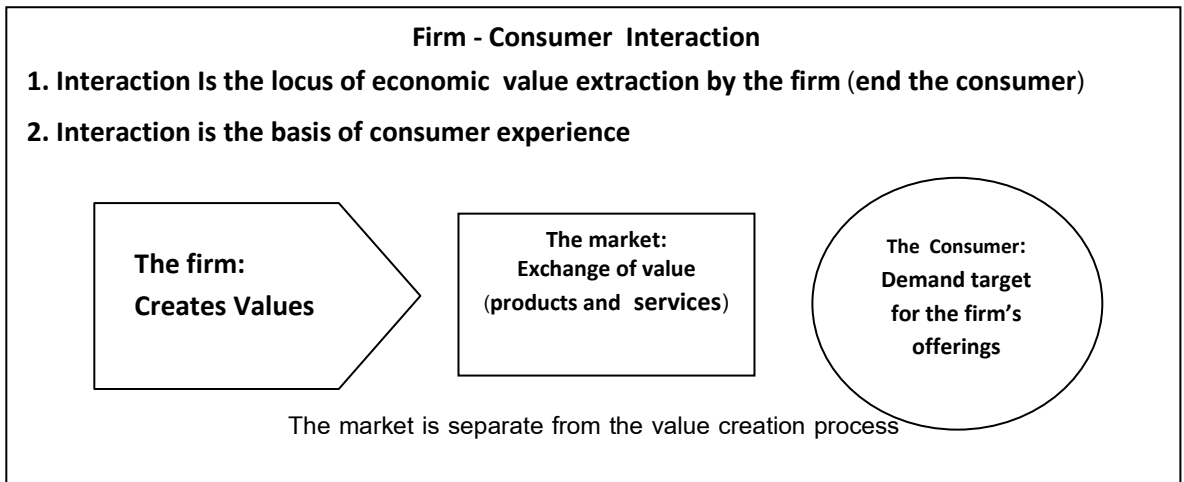 Firm - Consumer Interaction
1. Interaction Is the locus of economic value extraction by the firm (end the consumer)
2. Interaction is the basis of consumer experience
The firm:
Creates Values
The market:
Exchange of value
(products and services)
The Consumer:
Demand target
for the firm's
offerings
The market is separate from the value creation process